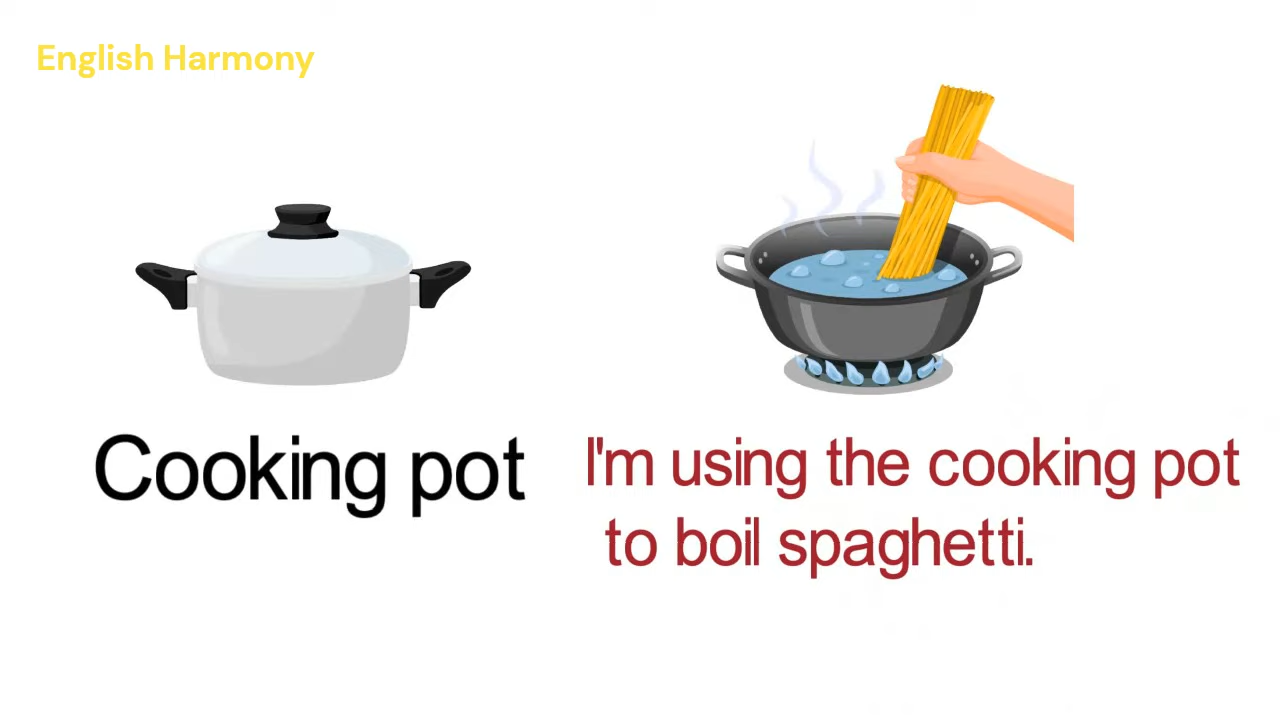 English Harmony
Cooking pot
I'm using the cooking pot
to boil spaghetti.